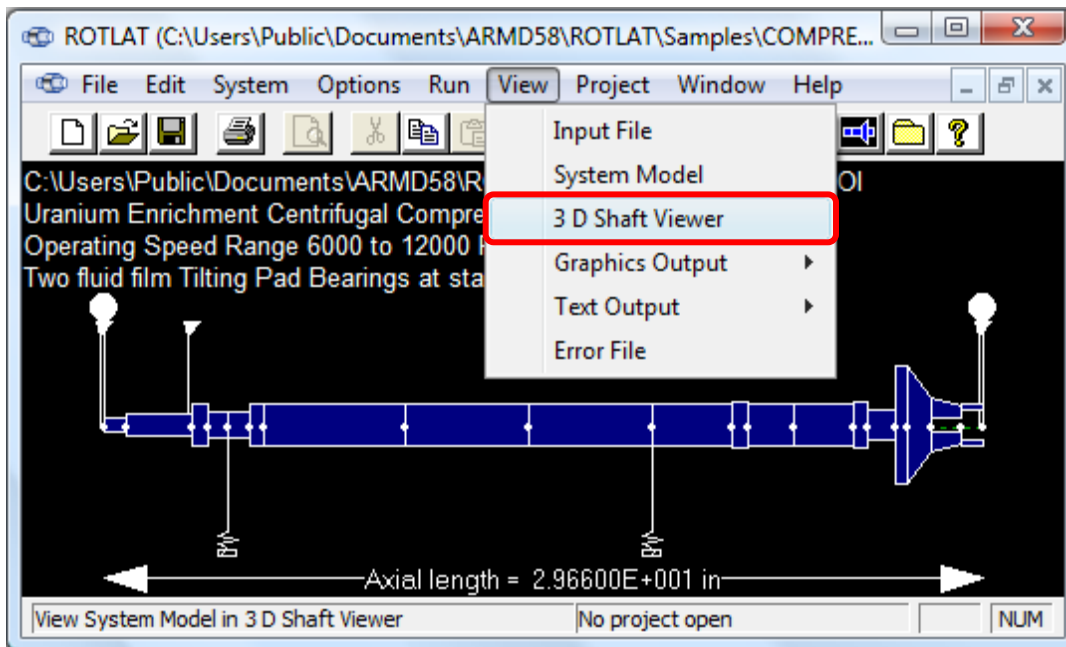 ROTLAT (C:\Users\Public\Documents\ARMD58\ROTLAT\Samples\COMPRE...
File Edit System Options Run View Project Window Help
Input File
System Model
3 D Shaft Viewer
Graphics Output
Text Output
Error File
C:\Users\Public\Documents\ARMD58\R OI
Uranium Enrichment Centrifugal Compre
Operating Speed Range 6000 to 12000
Two fluid film Tilting Pad Bearings at sta
Axial length = 2.96600E+001 in
View System Model in 3 D Shaft Viewer No project open NUM